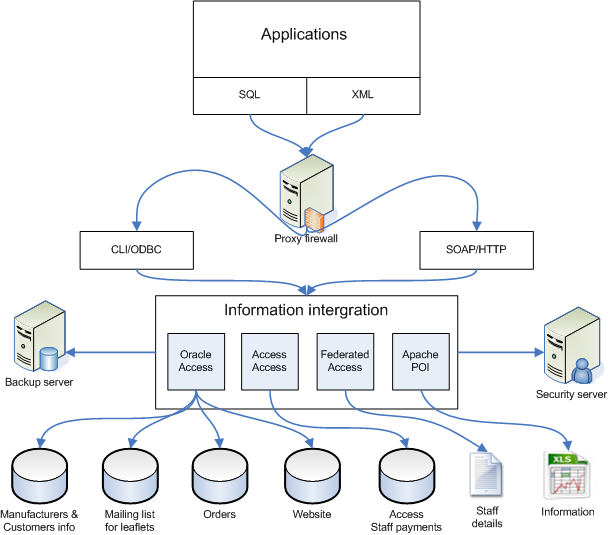 Applications
SQL
XML
Proxy firewall
CLI/ODBC
SOAP/HTTP
Information intergration
Oracle
Access
Access
Access
Federated
Access
Apache
POI
Backup server
Security server
Manufacturers &
Customers info
Mailing list
for leaflets
Orders
Website
Access
Staff payments
Staff
details
XLS
Information